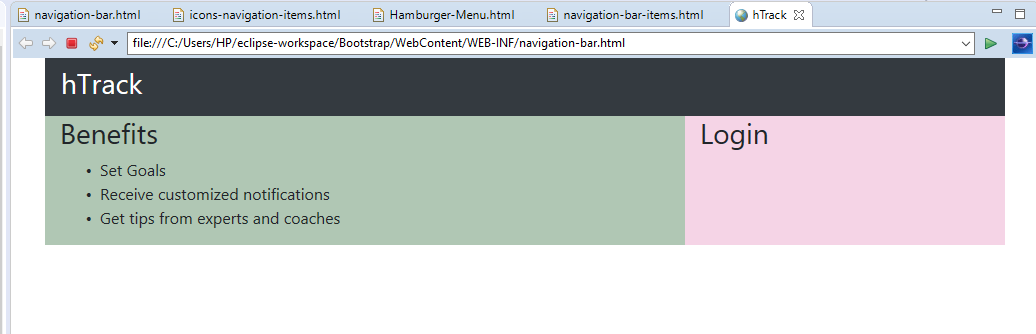 navigation-bar.html icons-navigation-items.html Hamburger-Menu.html navigation-bar-items.html hTrack
file:///C:/Users/HP/eclipse-workspace/Bootstrap/WebContent/WEB-INF/navigation-bar.html
hTrack
Benefits Login
• Set Goals
• Receive customized notifications
• Get tips from experts and coaches